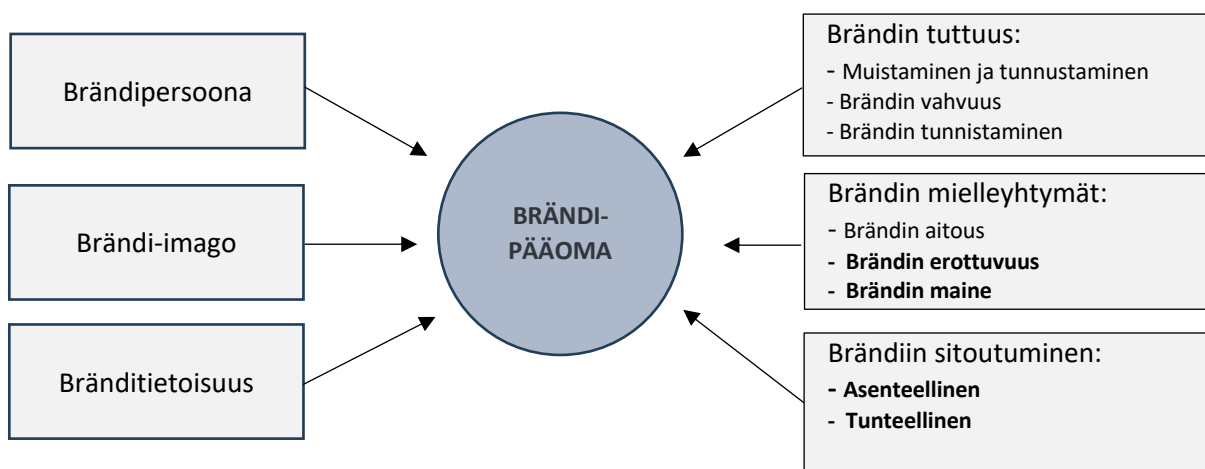 Brändipersoona
Brändi-imago
Bränditietoisuus
BRÄNDI-
PÄÄOMA
Brändin tuttuus:
- Muistaminen ja tunnustaminen
- Brändin vahvuus
- Brändin tunnistaminen
Brändin mielleyhtymät:
- Brändin aitous
- Brändin erottuvuus
- Brändin maine
Brändiin sitoutuminen:
- Asenteellinen
- Tunteellinen